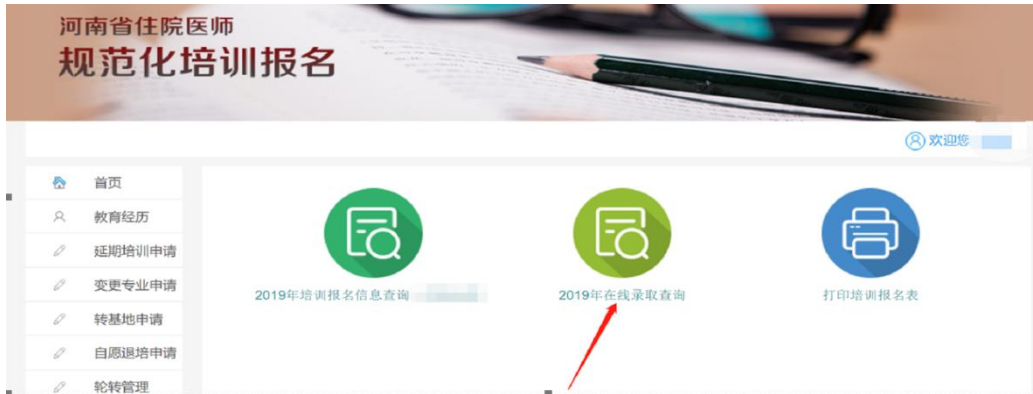 河南省住院医师
规范化培训报名
欢迎您
首页
教育经历
延期培训申请
变更专业申请
转基地申请
自愿退培申请
轮转管理
2019年培训报名信息查询
2019年在线录取查询
打印培训报名表